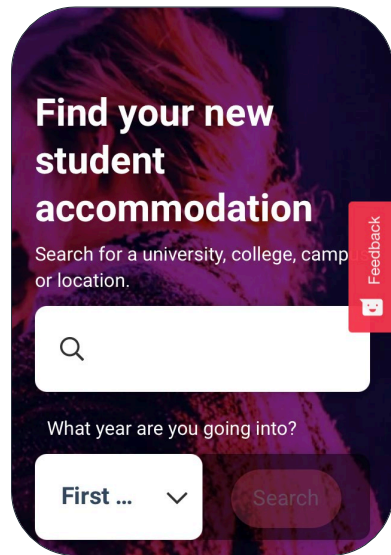 Find your new
student
accommodation
Search for a university, college, camp
or location.
Feedback
What year are you going into?
First ...
Search